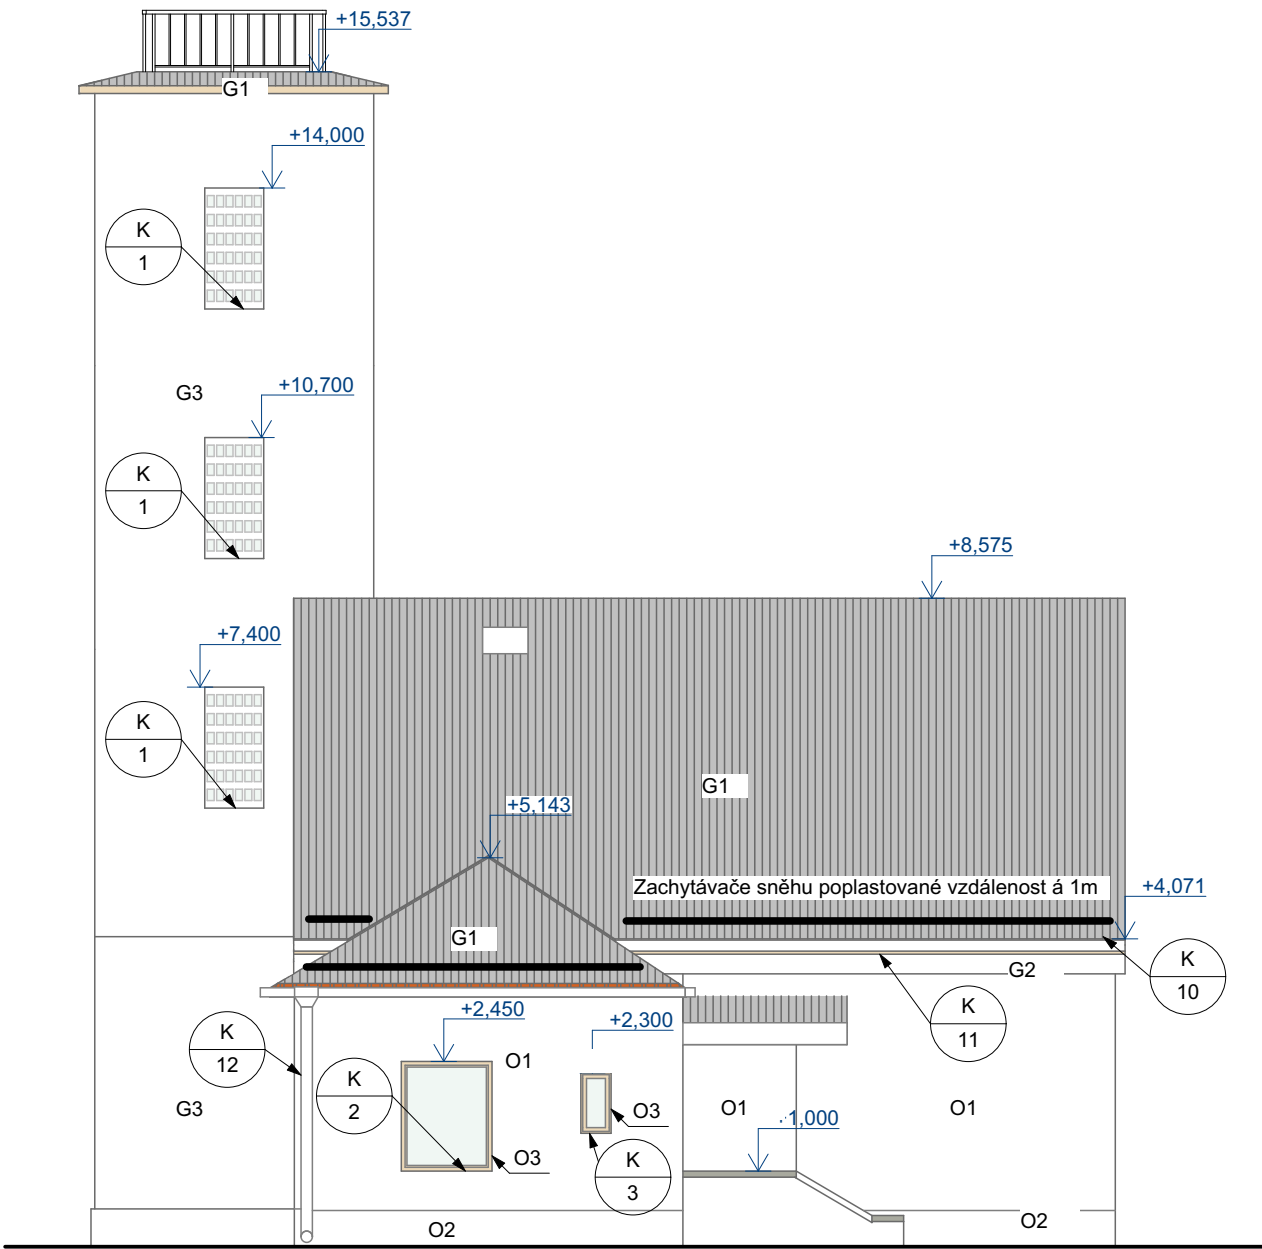 +15,537
G1
+14,000
K
1
G3
+10,700
K
1
+8,575
+7,400
K
1
G1
+5,143
Zachytávače sněhu poplastované vzdálenost á 1m
+4,071
G1
K
10
G2
K
11
+2,450
+2,300
K
12
O1
K
2
G3
O3
O1
O1
1,000
O3
K
3
O2
O2